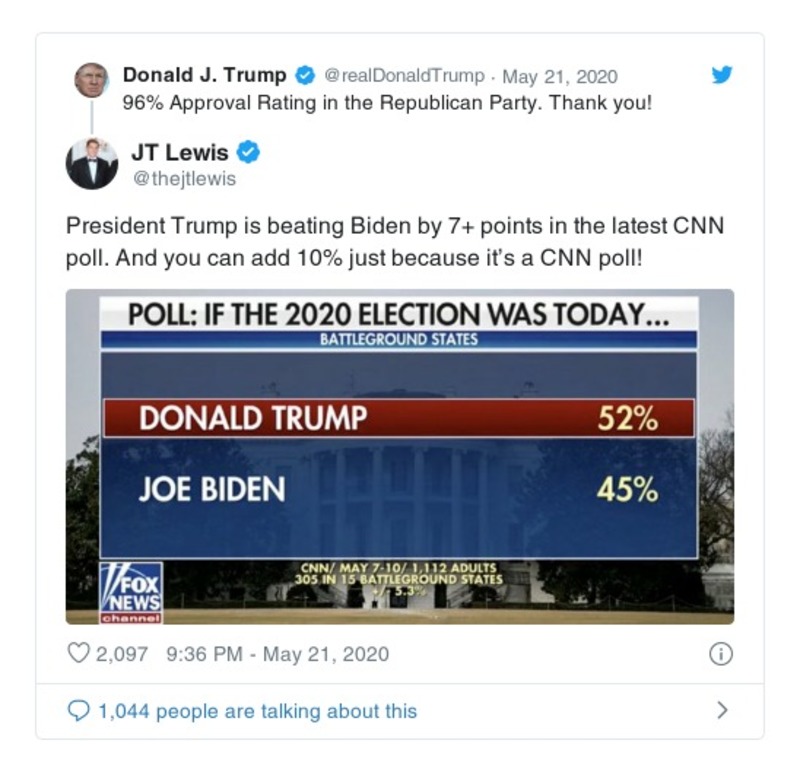 Donald J. Trump @realDonaldTrump · May 21, 2020
96% Approval Rating in the Republican Party. Thank you!
JT Lewis
@thejtlewis
President Trump is beating Biden by 7+ points in the latest CNN
poll. And you can add 10% just because it’s a CNN poll!
POLL: IF THE 2020 ELECTION WAS TODAY...
BATTLEGROUND STATES
DONALD TRUMP 52%
JOE BIDEN 45%
CNN/ MAY 7-10/ 1,112 ADULTS
305 IN 15 BATTLEGROUND STATES
+/- 5.3%
FOX
NEWS
channel
2,097 9:36 PM - May 21, 2020
1,044 people are talking about this